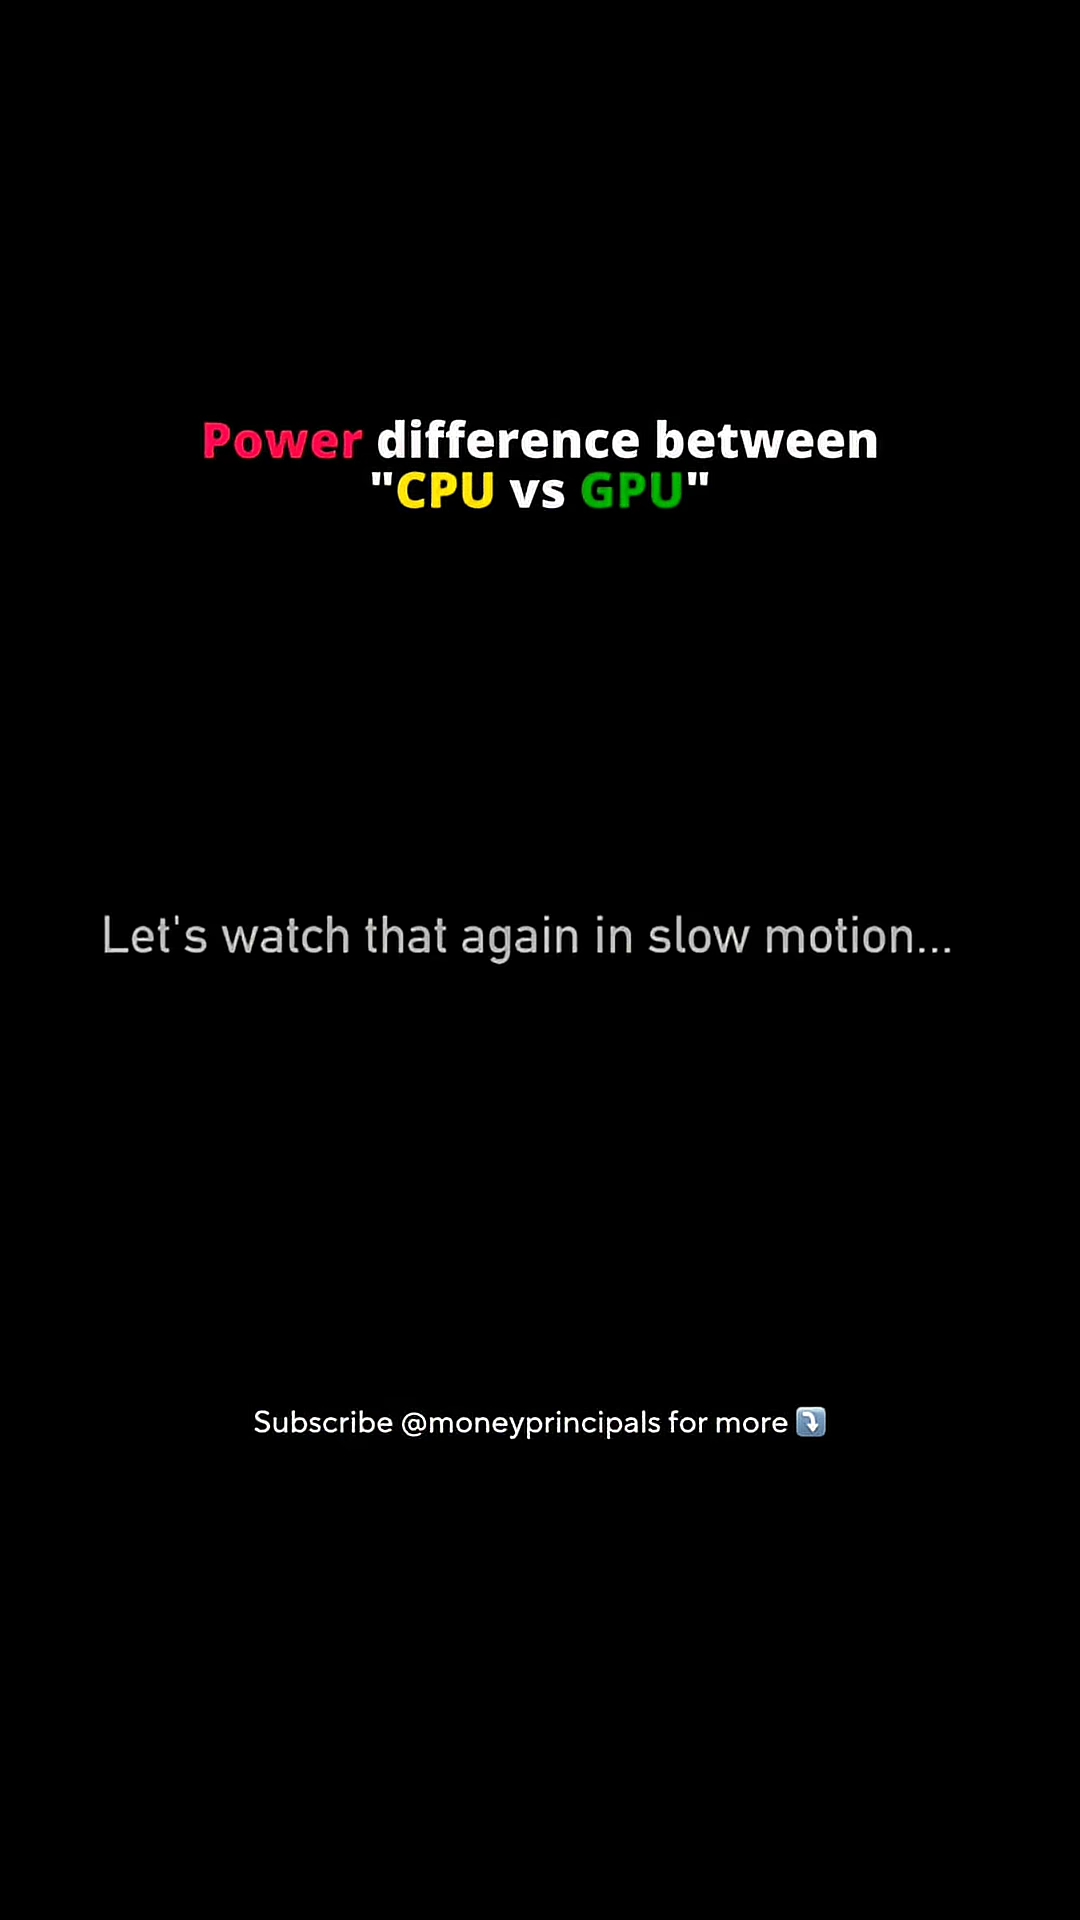 Power difference between
"CPU vs GPU"
Let's watch that again in slow motion...
Subscribe @moneyprincipals for more ⤵️